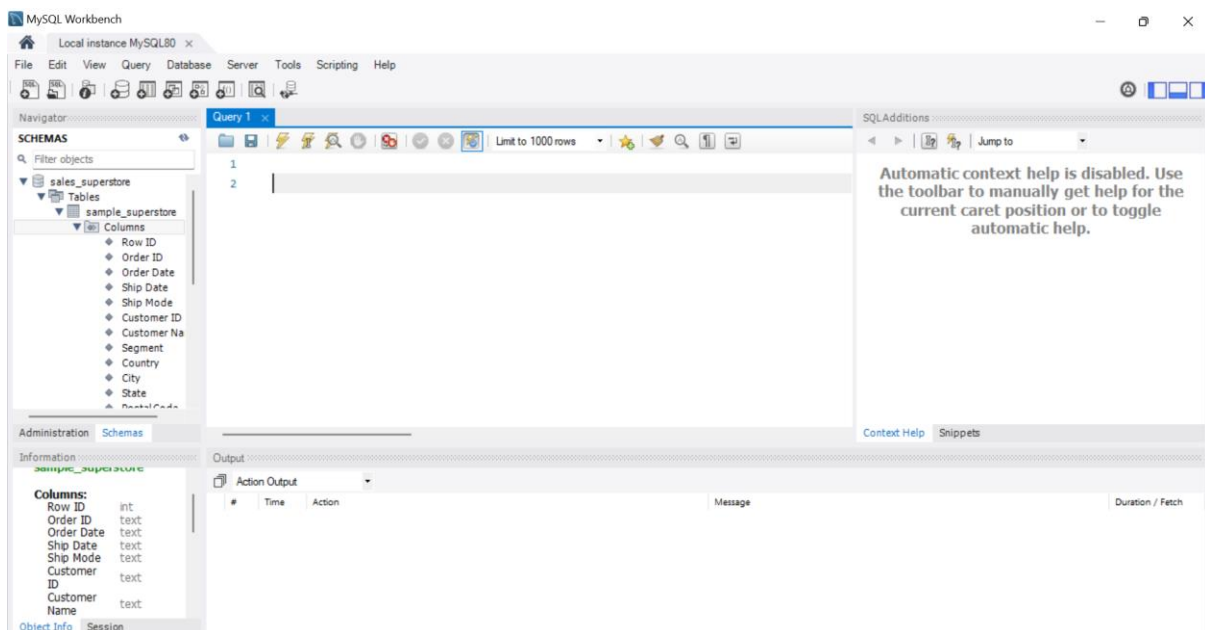 MySQL Workbench
Local instance MySQL80
File Edit View Query Database Server Tools Scripting Help
Navigator
SCHEMAS
Filter objects
sales_superstore
Tables
sample_superstore
Columns
Row ID
Order ID
Order Date
Ship Date
Ship Mode
Customer ID
Customer Na
Segment
Country
City
State
Postal Code
Administration Schemas
Query 1
Limit to 1000 rows
1
2
SQLAdditions
Jump to
Automatic context help is disabled. Use
the toolbar to manually get help for the
current caret position or to toggle
automatic help.
Context Help Snippets
Information
sample_superstore
Columns:
Row ID int
Order ID text
Order Date text
Ship Date text
Ship Mode text
Customer
ID text
Customer
Name text
Object Info Session
Output
Action Output
# Time Action Message Duration / Fetch